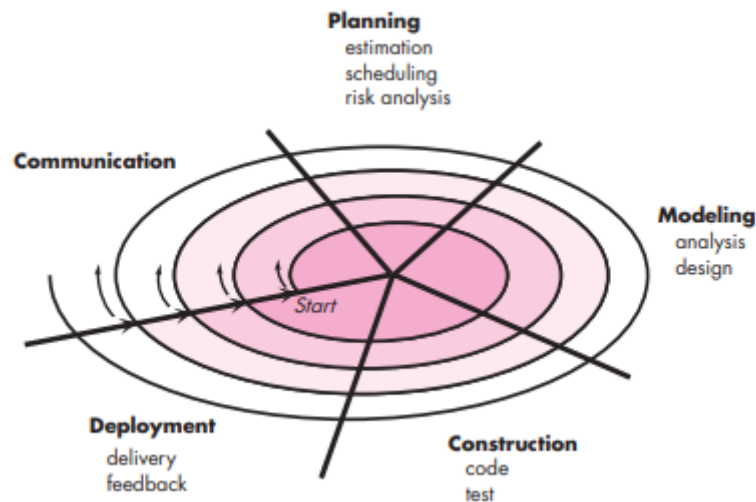 Planning
estimation
scheduling
risk analysis
Communication
Modeling
analysis
design
Start
Deployment
delivery
feedback
Construction
code
test